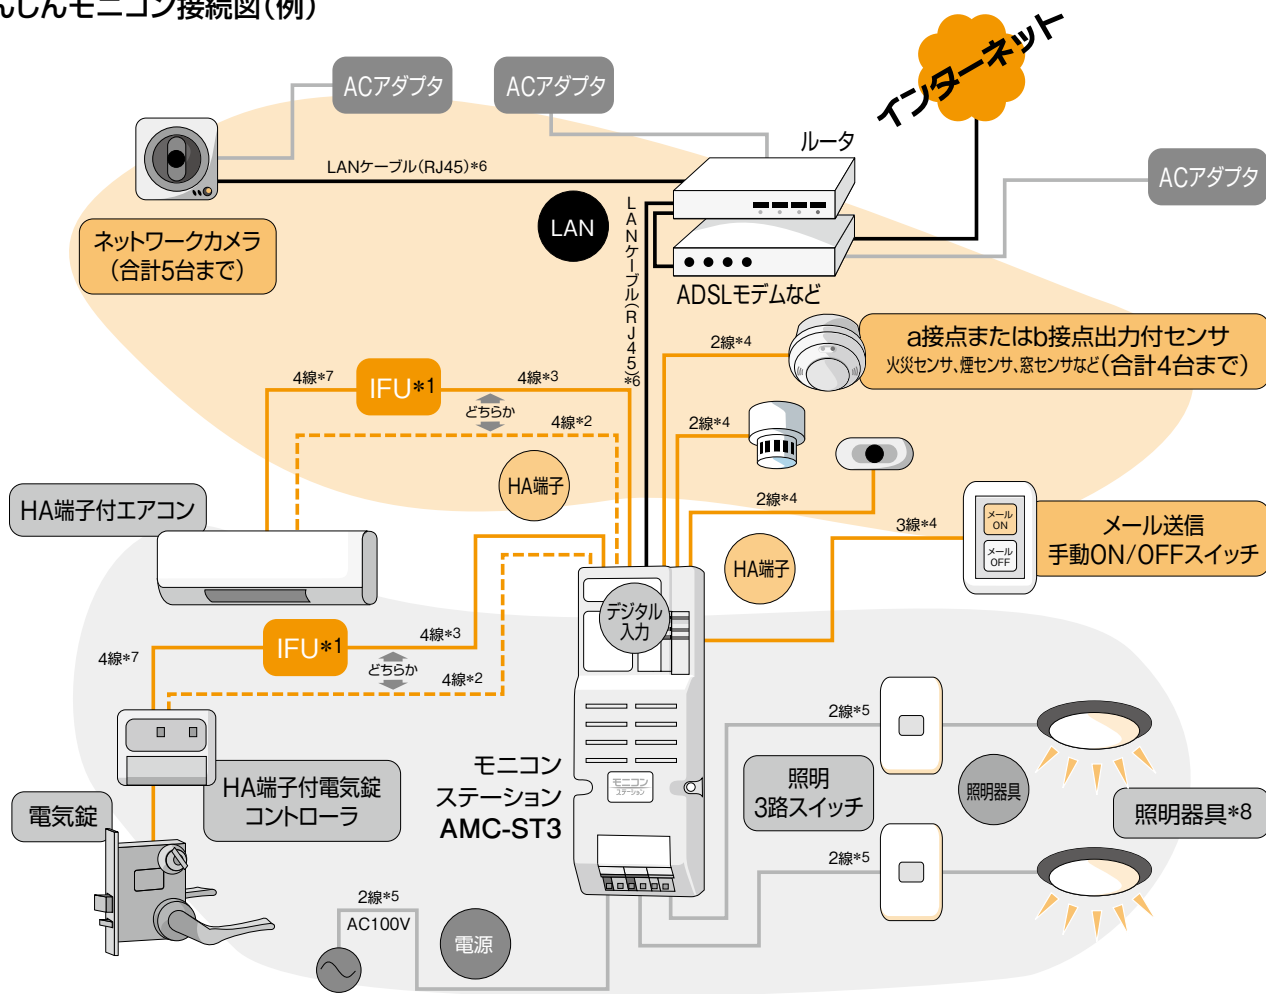 んしんモニコン接続図（例）
ACアダプタ
ACアダプタ
インターネット
ルータ
LANケーブル（RJ45）*6
ACアダプタ
LAN
LANケーブル（RJ45）*6
ネットワークカメラ
（合計5台まで）
ADSLモデムなど
2線*4
a接点またはb接点出力付センサ
火災センサ、煙センサ、窓センサなど（合計4台まで）
4線*7
IFU*1
4線*3
どちらか
4線*2
2線*4
HA端子
HA端子付エアコン
2線*4
3線*4
メール
ON
メール
OFF
メール送信
手動ON/OFFスイッチ
HA端子
デジタル
入力
IFU*1
4線*3
4線*7
どちらか
4線*2
2線*5
モニコン
ステーション
AMC-ST3
モニコン
ステーション
照明
3路スイッチ
照明器具
照明器具*8
HA端子付電気錠
コントローラ
電気錠
2線*5
2線*5
AC100V
電源